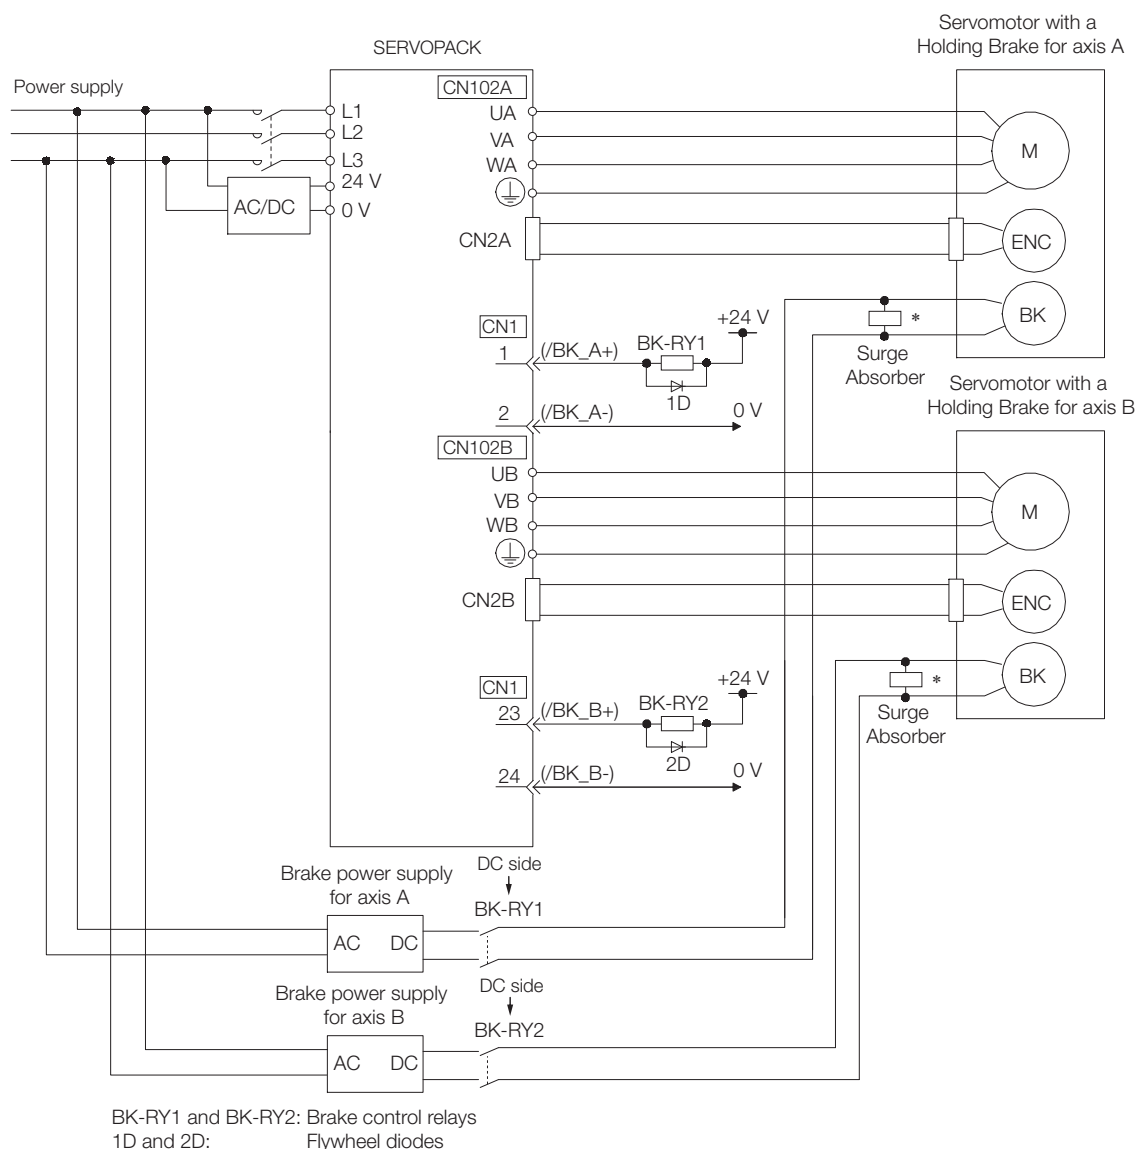 Servomotor with a
Holding Brake for axis A
SERVOPACK
Power supply
CN102A
L1
UA
L2
VA
M
L3
WA
24 V
AC/DC
0 V
CN2A
ENC
CN1
+24 V
BK
*
1
(/BK_A+)
BK-RY1
Surge
Absorber
1D
Servomotor with a
Holding Brake for axis B
2
(/BK_A-)
0 V
CN102B
UB
VB
M
WB
CN2B
ENC
CN1
+24 V
BK
*
23
(/BK_B+)
BK-RY2
Surge
Absorber
2D
24
(/BK_B-)
0 V
Brake power supply
for axis A
DC side
BK-RY1
AC DC
Brake power supply
for axis B
DC side
BK-RY2
AC DC
BK-RY1 and BK-RY2: Brake control relays
1D and 2D: Flywheel diodes